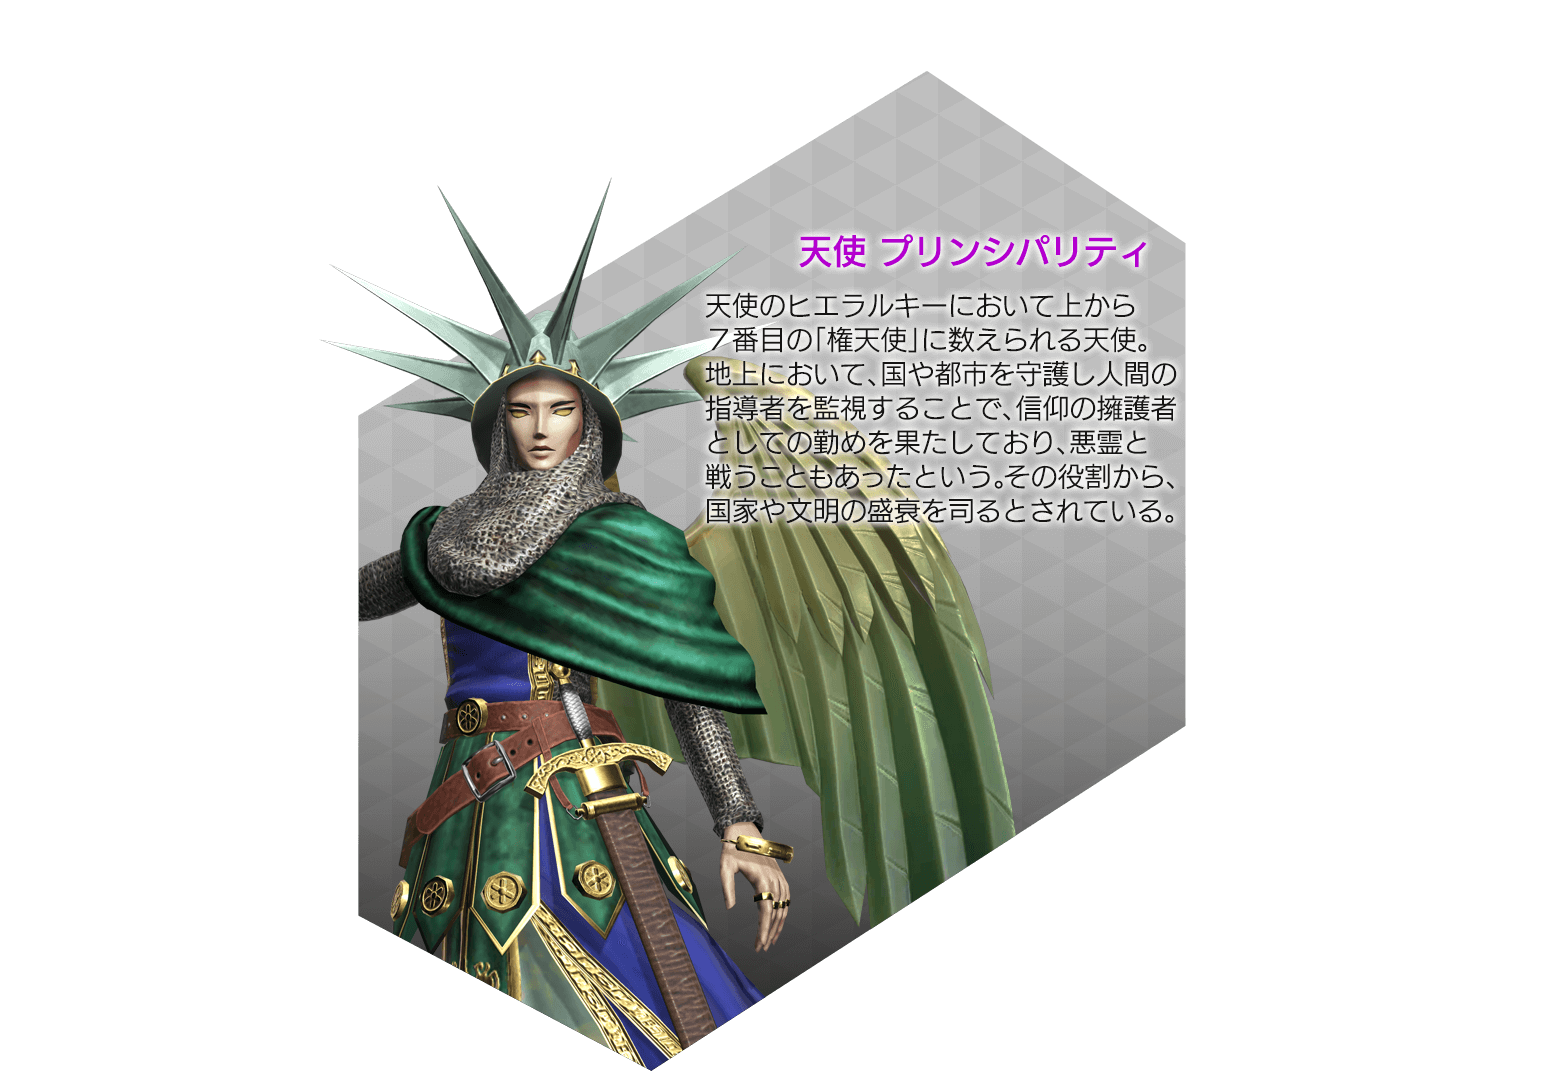 天使 プリンシパリティ
天使のヒエラルキーにおいて上から
7番目の「権天使」に数えられる天使。
地上において、国や都市を守護し人間の
指導者を監視することで、信仰の擁護者
としての勤めを果たしており、悪霊と
戦うこともあったという。その役割から、
国家や文明の盛衰を司るとされている。